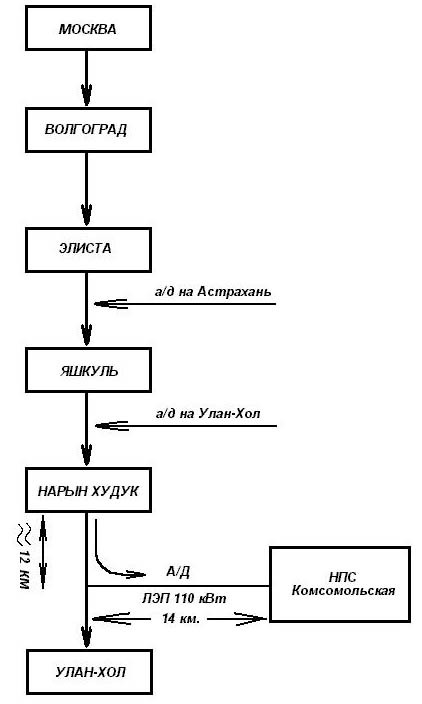 МОСКВА
ВОЛГОГРАД
ЭЛИСТА
а/д на Астрахань
ЯШКУЛЬ
а/д на Улан-Хол
НАРЫН ХУДУК
≈ 12 КМ
А/Д
НПС
Комсомольская
ЛЭП 110 кВт
14 км.
УЛАН-ХОЛ